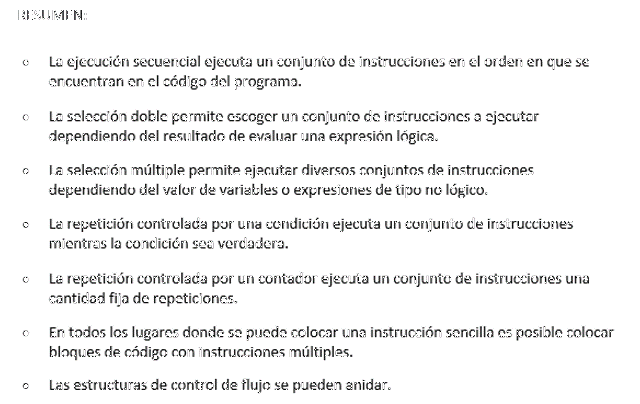 RESUMEN:
○ La ejecución secuencial ejecuta un conjunto de instrucciones en el orden en que se
encuentran en el código del programa.
○ La selección doble permite escoger un conjunto de instrucciones a ejecutar
dependiendo del resultado de evaluar una expresión lógica.
○ La selección múltiple permite ejecutar diversos conjuntos de instrucciones
dependiendo del valor de variables o expresiones de tipo no lógico.
○ La repetición controlada por una condición ejecuta un conjunto de instrucciones
mientras la condición sea verdadera.
○ La repetición controlada por un contador ejecuta un conjunto de instrucciones una
cantidad fija de repeticiones.
○ En todos los lugares donde se puede colocar una instrucción sencilla es posible colocar
bloques de código con instrucciones múltiples.
○ Las estructuras de control de flujo se pueden anidar.